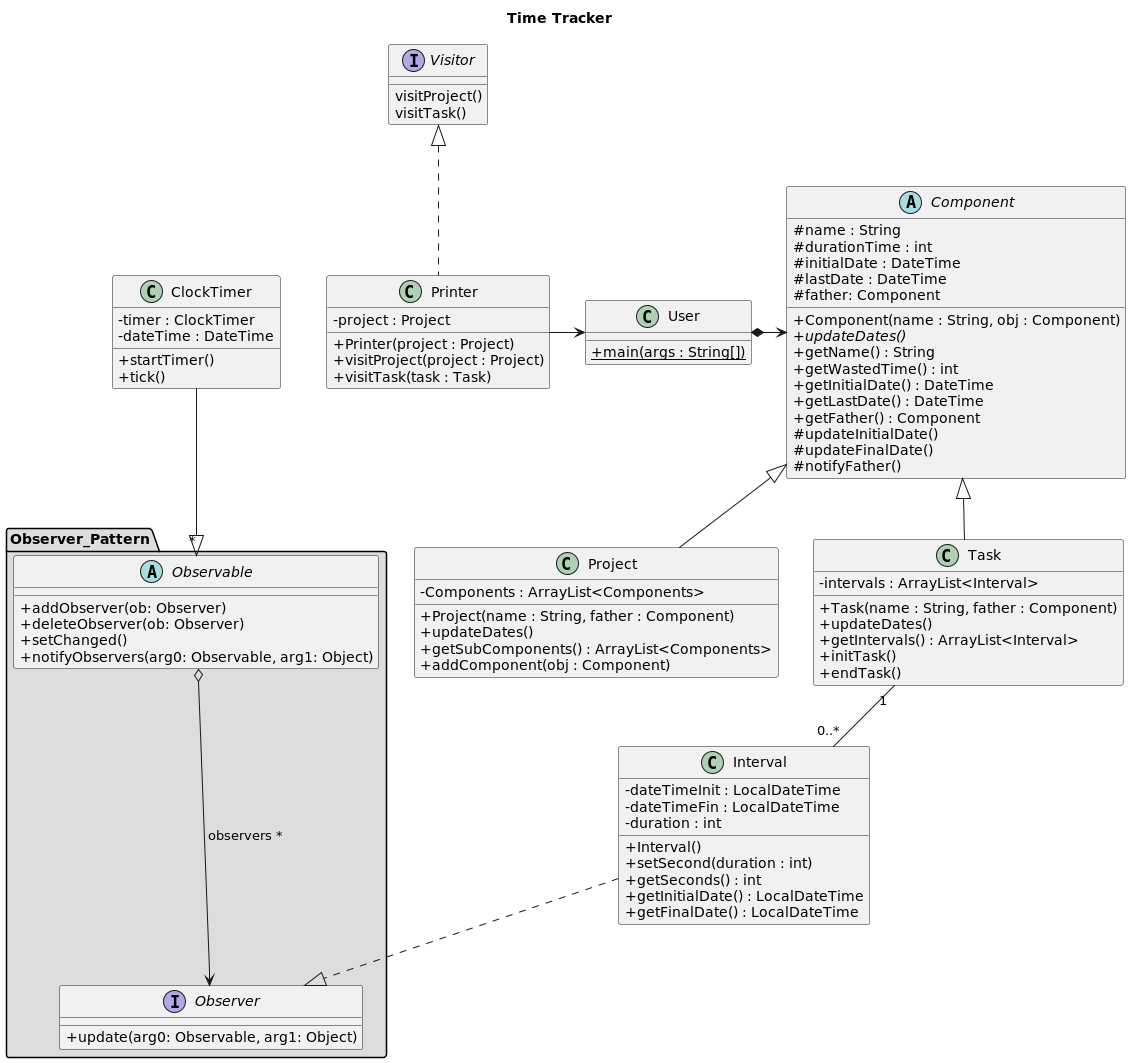 Time Tracker
I Visitor
visitProject()
visitTask()
A Component
#name : String
#durationTime : int
#initialDate : DateTime
#lastDate : DateTime
#father: Component
+Component(name : String, obj : Component)
+updateDates()
+getName() : String
+getWastedTime() : int
+getInitialDate() : DateTime
+getLastDate() : DateTime
+getFather() : Component
#updateInitialDate()
#updateFinalDate()
#notifyFather()
C ClockTimer
-timer : ClockTimer
-dateTime : DateTime
+startTimer()
+tick()
C Printer
-project : Project
+Printer(project : Project)
+visitProject(project : Project)
+visitTask(task : Task)
C User
+main(args : String[])
Observer_Pattern
*
A Observable
+addObserver(ob: Observer)
+deleteObserver(ob: Observer)
+setChanged()
+notifyObservers(arg0: Observable, arg1: Object)
C Project
-Components : ArrayList<Components>
+Project(name : String, father : Component)
+updateDates()
+getSubComponents() : ArrayList<Components>
+addComponent(obj : Component)
C Task
-intervals : ArrayList<Interval>
+Task(name : String, father : Component)
+updateDates()
+getIntervals() : ArrayList<Interval>
+initTask()
+endTask()
1
0..*
C Interval
-dateTimeInit : LocalDateTime
-dateTimeFin : LocalDateTime
-duration : int
+Interval()
+setSecond(duration : int)
+getSeconds() : int
+getInitialDate() : LocalDateTime
+getFinalDate() : LocalDateTime
observers *
I Observer
+update(arg0: Observable, arg1: Object)